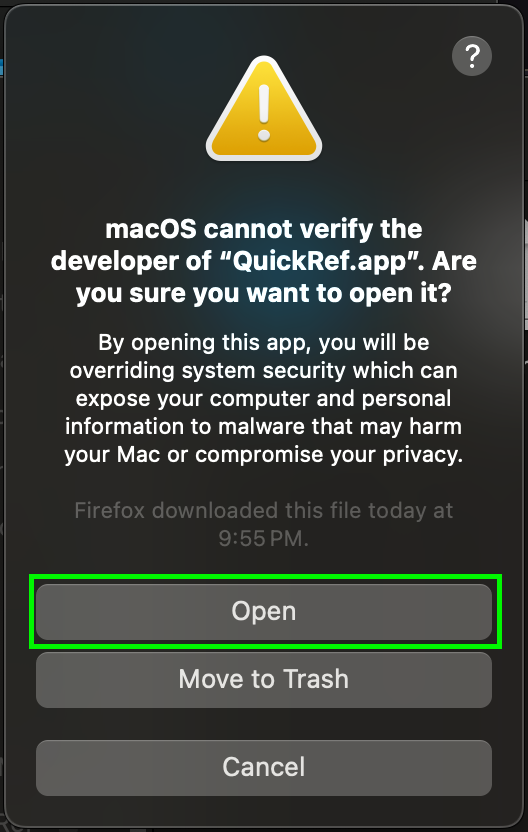 ?
macOS cannot verify the
developer of “QuickRef.app”. Are
you sure you want to open it?
By opening this app, you will be
overriding system security which can
expose your computer and personal
information to malware that may harm
your Mac or compromise your privacy.
Firefox downloaded this file today at
9:55 PM.
Open
Move to Trash
Cancel